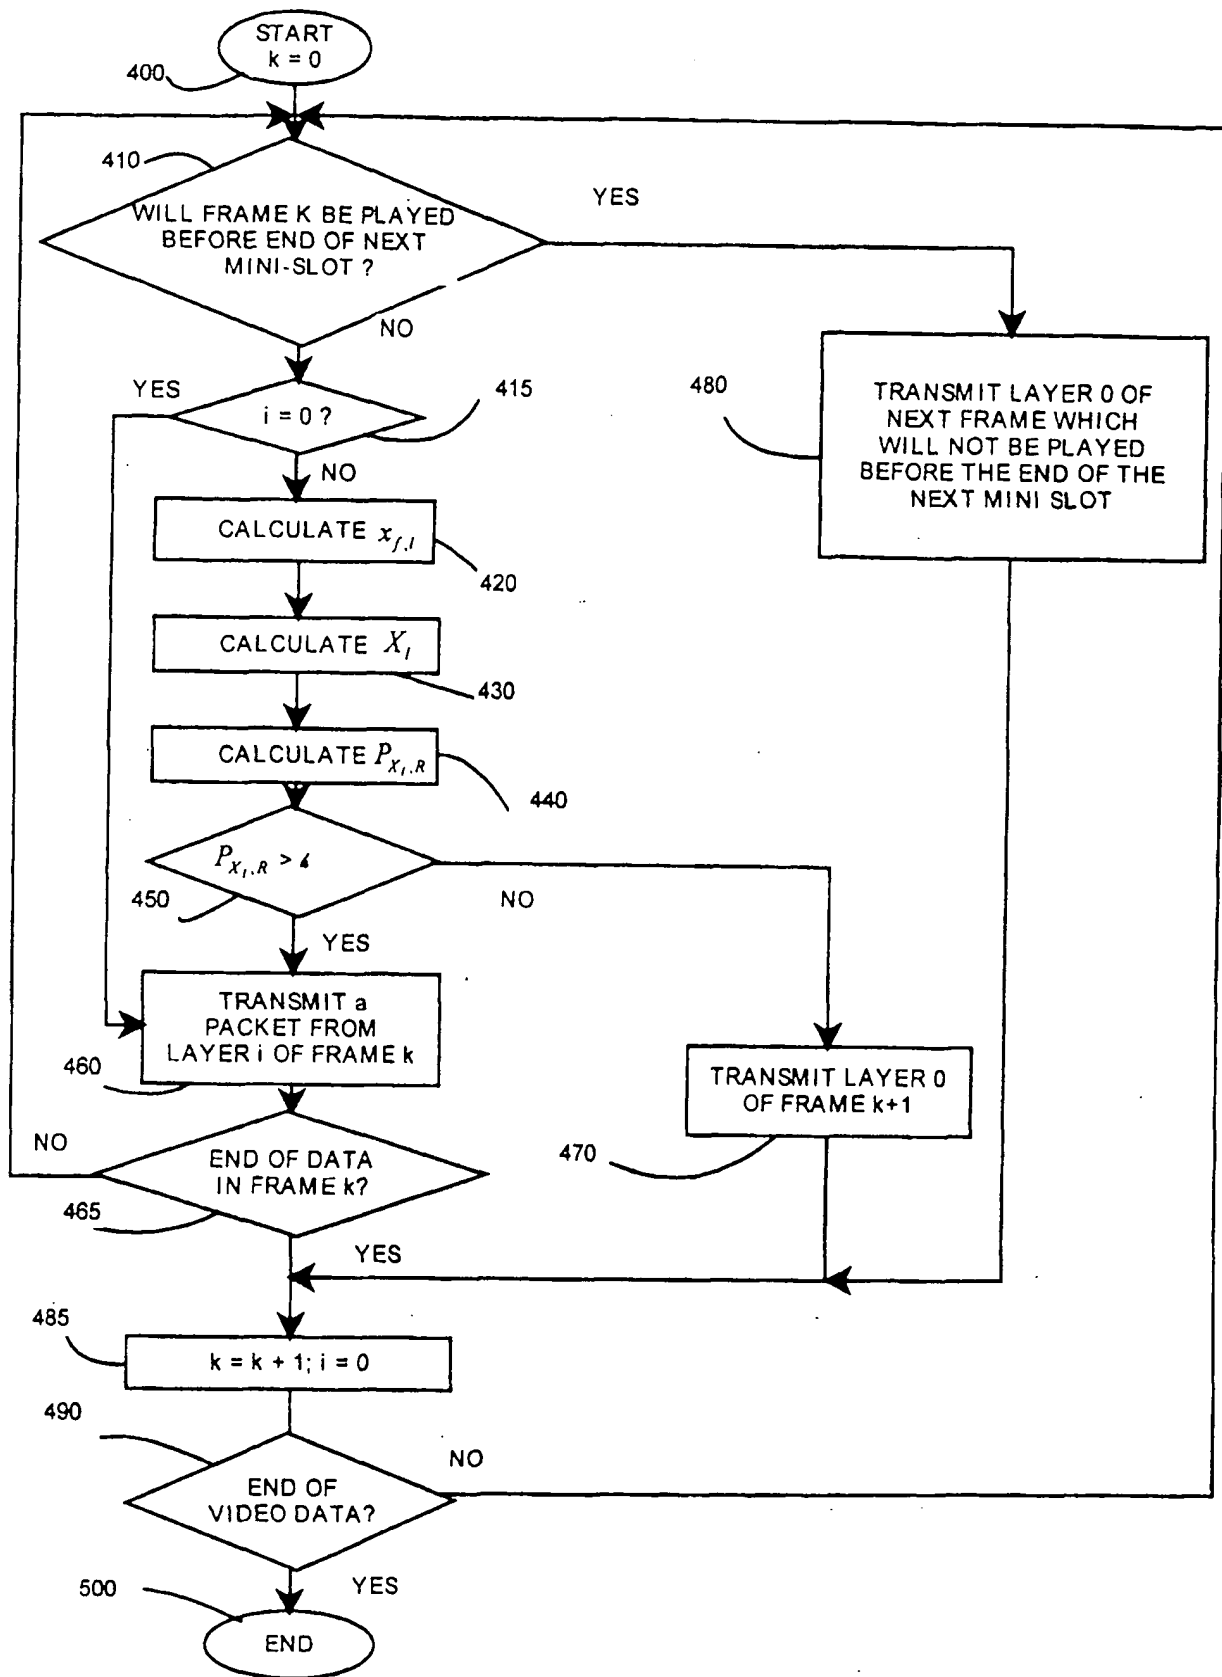 START
k = 0
400
410
WILL FRAME K BE PLAYED
BEFORE END OF NEXT
MINI-SLOT ?
YES
NO
YES
i = 0 ?
415
480
TRANSMIT LAYER 0 OF
NEXT FRAME WHICH
WILL NOT BE PLAYED
BEFORE THE END OF THE
NEXT MINI SLOT
NO
CALCULATE x_{f,l}
420
CALCULATE X_l
430
CALCULATE P_{X_l,R}
440
P_{X_l,R} >
450
NO
YES
TRANSMIT a
PACKET FROM
LAYER i OF FRAME k
460
TRANSMIT LAYER 0
OF FRAME k+1
470
NO
END OF DATA
IN FRAME k?
465
YES
485
k = k + 1; i = 0
490
NO
END OF
VIDEO DATA?
YES
500
END